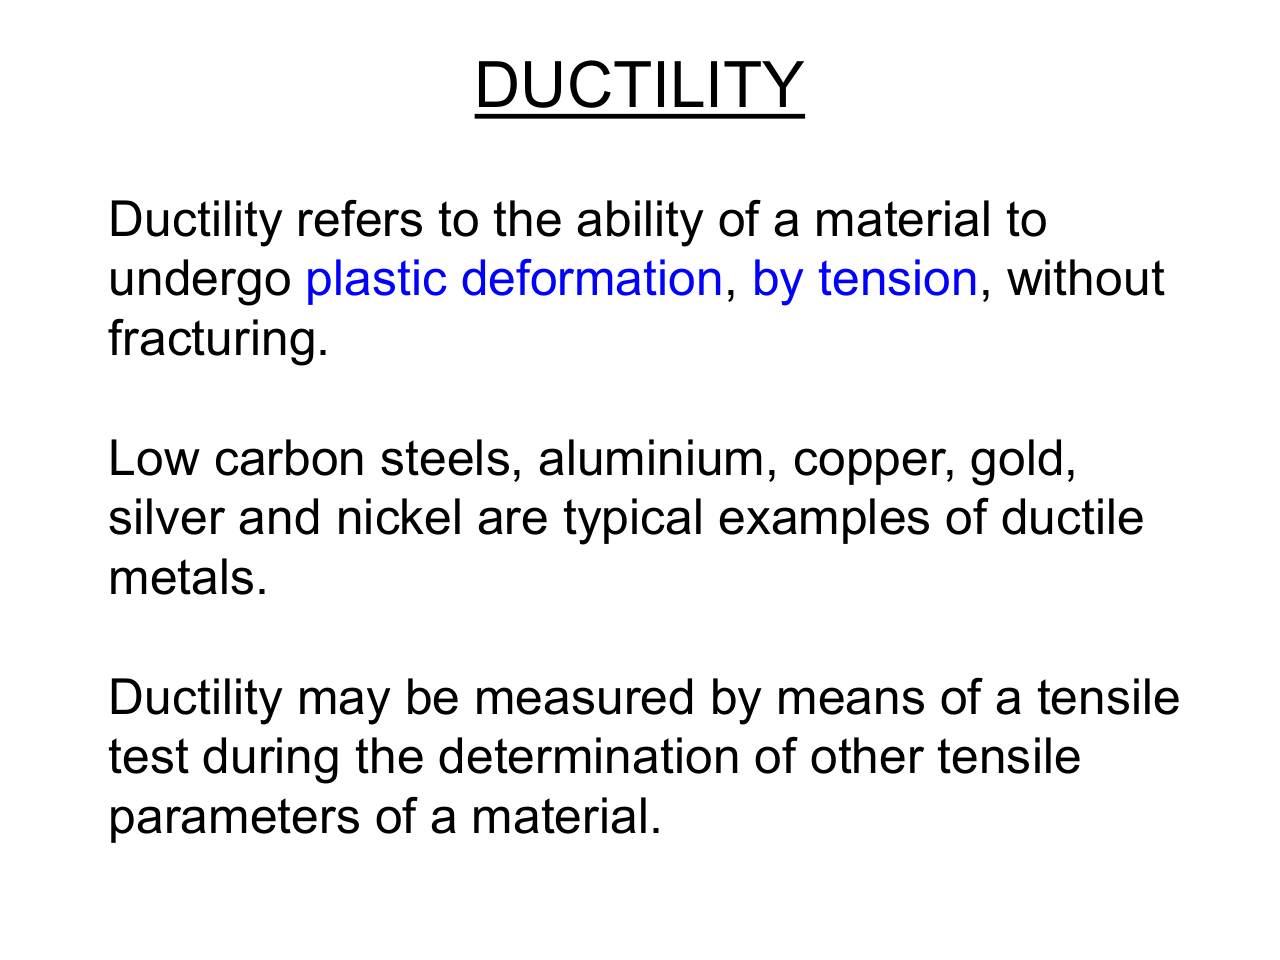 DUCTILITY
Ductility refers to the ability of a material to
undergo plastic deformation, by tension, without
fracturing.
Low carbon steels, aluminium, copper, gold,
silver and nickel are typical examples of ductile
metals.
Ductility may be measured by means of a tensile
test during the determination of other tensile
parameters of a material.